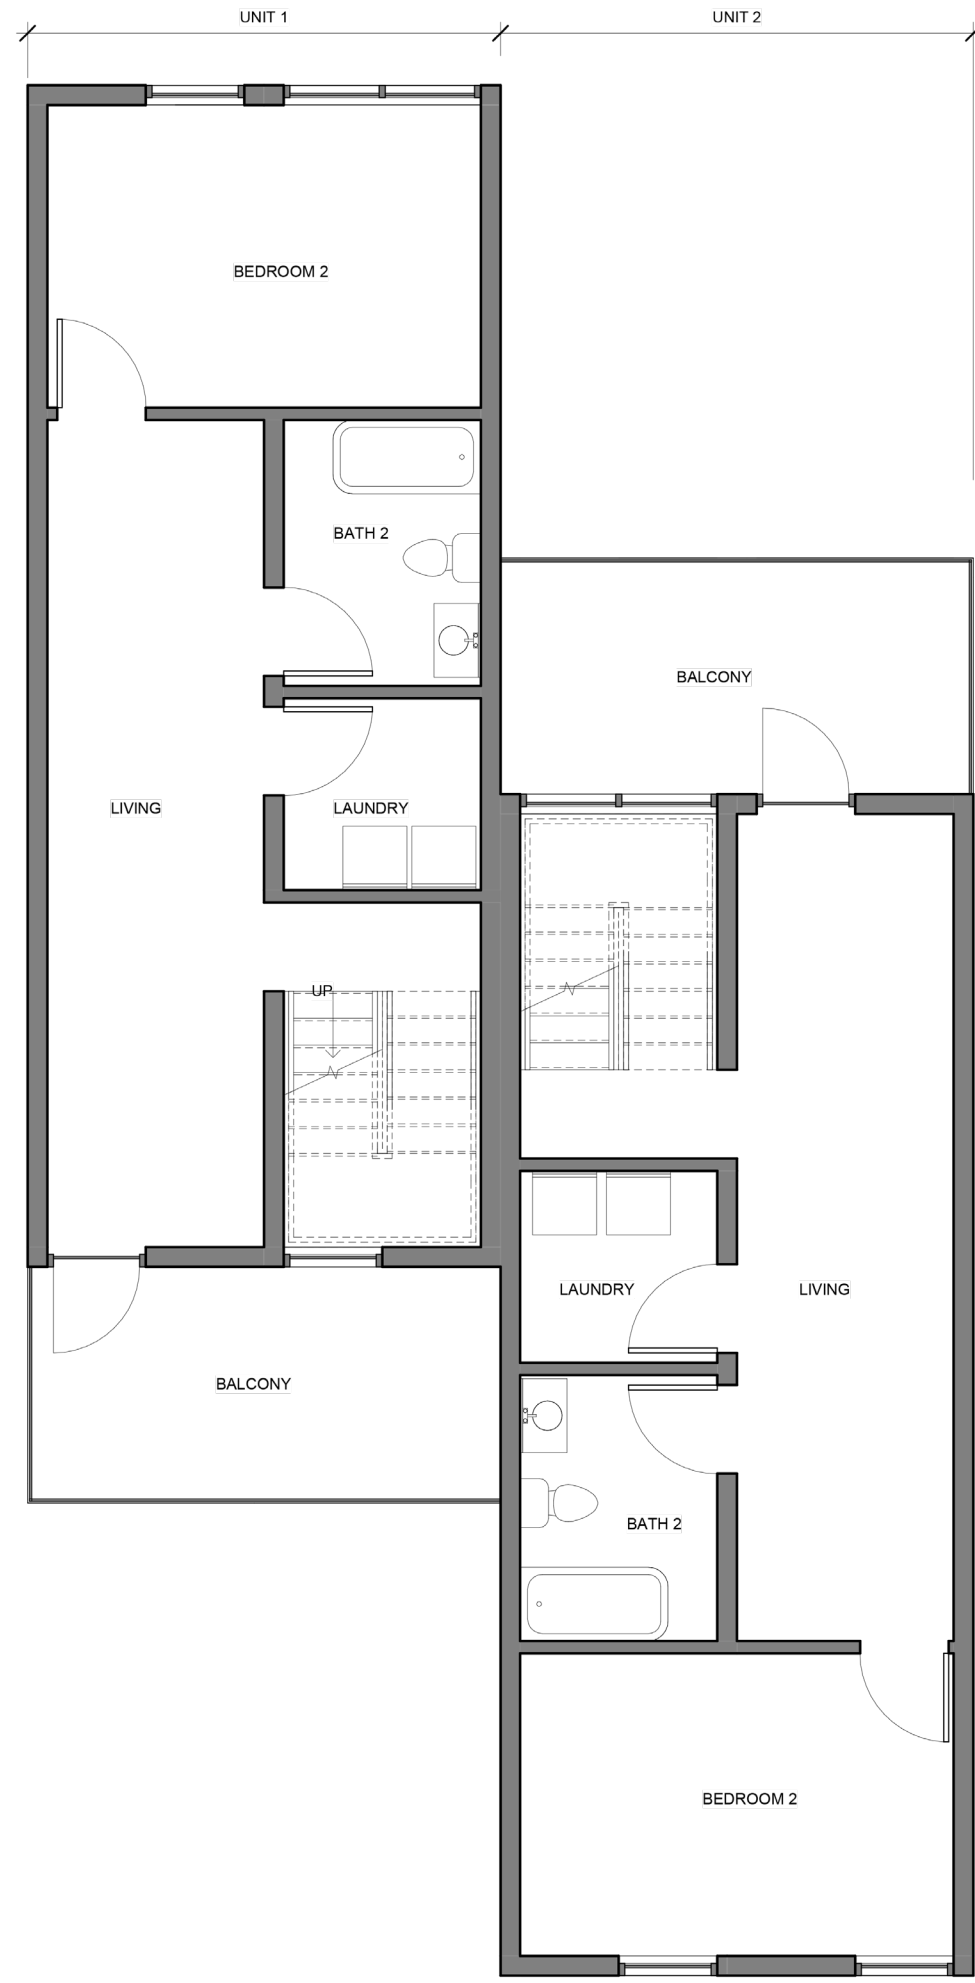 UNIT 1
UNIT 2
BEDROOM 2
BATH 2
BALCONY
LIVING
LAUNDRY
UP
LAUNDRY
LIVING
BALCONY
BATH 2
BEDROOM 2